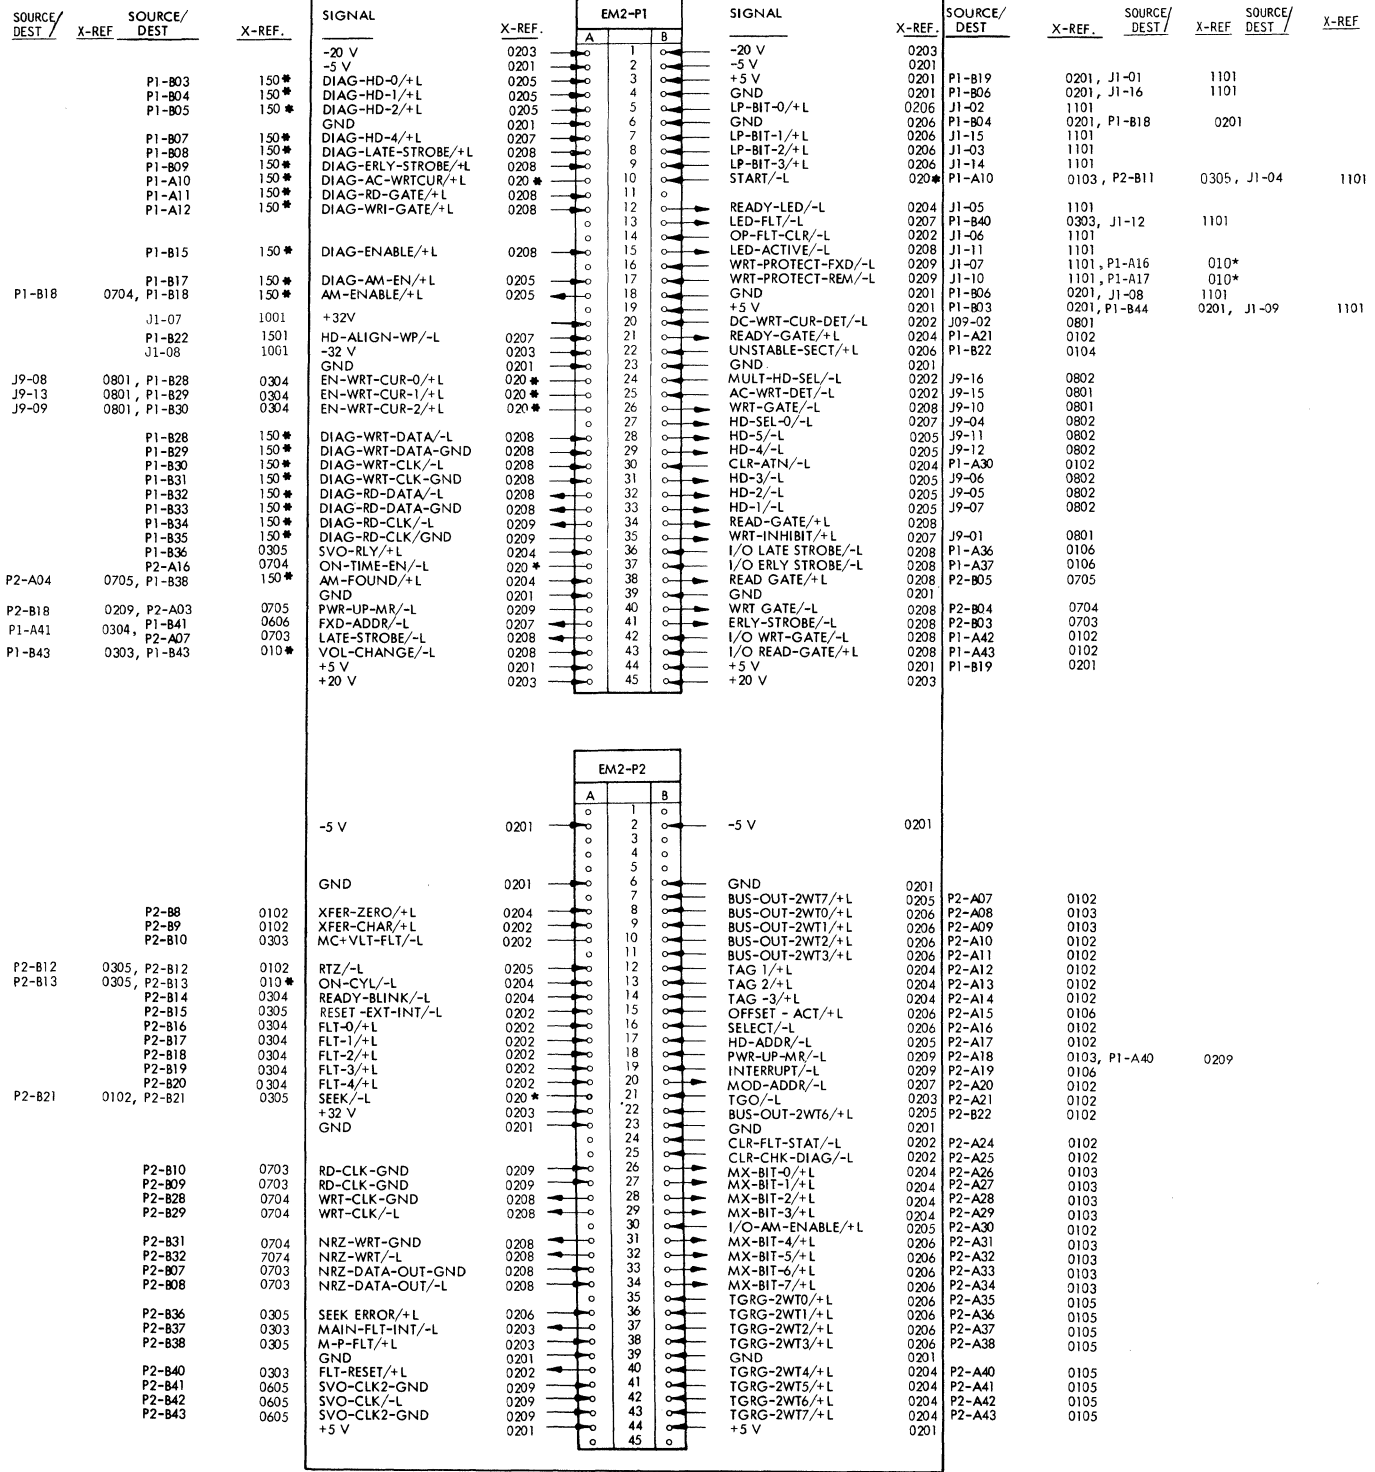 SOURCE/ DEST X-REF SOURCE/ DEST X-REF. SIGNAL X-REF. EM2-P1 SIGNAL X-REF. SOURCE/ DEST X-REF. SOURCE/ DEST X-REF SOURCE/ DEST X-REF
A B
-20 V 0203 1 -20 V 0203
-5 V 0201 2 -5 V 0201
P1-B03 150* DIAG-HD-0/+L 0205 3 +5 V 0201 P1-B19 0201, J1-01 1101
P1-B04 150* DIAG-HD-1/+L 0205 4 GND 0201 P1-B06 0201, J1-16 1101
P1-B05 150* DIAG-HD-2/+L 0205 5 LP-BIT-0/+L 0206 J1-02 1101
GND 0201 6 GND 0206 P1-B04 0201, P1-B18 0201
P1-B07 150* DIAG-HD-4/+L 0207 7 LP-BIT-1/+L 0206 J1-15 1101
P1-B08 150* DIAG-LATE-STROBE/+L 0208 8 LP-BIT-2/+L 0206 J1-03 1101
P1-B09 150* DIAG-ERLY-STROBE/+L 0208 9 LP-BIT-3/+L 0206 J1-14 1101
P1-A10 150* DIAG-AC-WRTCUR/+L 020* 10 START/-L 020* P1-A10 0103, P2-B11 0305, J1-04 1101
P1-A11 150* DIAG-RD-GATE/+L 0208 11
P1-A12 150* DIAG-WRI-GATE/+L 0208 12 READY-LED/-L 0204 J1-05 1101
13 LED-FLT/-L 0207 P1-B40 0303, J1-12 1101
14 OP-FLT-CLR/-L 0202 J1-06 1101
P1-B15 150* DIAG-ENABLE/+L 0208 15 LED-ACTIVE/-L 0208 J1-11 1101
16 WRT-PROTECT-FXD/-L 0209 J1-07 1101, P1-A16 010*
P1-B17 150* DIAG-AM-EN/+L 0205 17 WRT-PROTECT-REM/-L 0209 J1-10 1101, P1-A17 010*
P1-B18 0704, P1-B18 150* AM-ENABLE/+L 0205 18 GND 0201 P1-B06 0201, J1-08 1101
19 +5 V 0201 P1-B03 0201, P1-B44 0201, J1-09 1101
J1-07 1001 +32V 20 DC-WRT-CUR-DET/-L 0202 J09-02 0801
P1-B22 1501 HD-ALIGN-WP/-L 0207 21 READY-GATE/+L 0204 P1-A21 0102
J1-08 1001 -32 V 0203 22 UNSTABLE-SECT/+L 0206 P1-B22 0104
GND 0201 23 GND 0201
J9-08 0801, P1-B28 0304 EN-WRT-CUR-0/+L 020* 24 MULT-HD-SEL/-L 0202 J9-16 0802
J9-13 0801, P1-B29 0304 EN-WRT-CUR-1/+L 020* 25 AC-WRT-DET/-L 0202 J9-15 0801
J9-09 0801, P1-B30 0304 EN-WRT-CUR-2/+L 020* 26 WRT-GATE/-L 0208 J9-10 0801
27 HD-SEL-0/-L 0207 J9-04 0802
P1-B28 150* DIAG-WRT-DATA/-L 0208 28 HD-5/-L 0205 J9-11 0802
P1-B29 150* DIAG-WRT-DATA-GND 0208 29 HD-4/-L 0205 J9-12 0802
P1-B30 150* DIAG-WRT-CLK/-L 0208 30 CLR-ATN/-L 0204 P1-A30 0102
P1-B31 150* DIAG-WRT-CLK-GND 0208 31 HD-3/-L 0205 J9-06 0802
P1-B32 150* DIAG-RD-DATA/-L 0208 32 HD-2/-L 0205 J9-05 0802
P1-B33 150* DIAG-RD-DATA-GND 0208 33 HD-1/-L 0205 J9-07 0802
P1-B34 150* DIAG-RD-CLK/-L 0209 34 READ-GATE/+L 0208
P1-B35 150* DIAG-RD-CLK/GND 0209 35 WRT-INHIBIT/+L 0207 J9-01 0801
P1-B36 0305 SVO-RLY/+L 0204 36 I/O LATE STROBE/-L 0208 P1-A36 0106
P2-A16 0704 ON-TIME-EN/-L 020* 37 I/O ERLY STROBE/-L 0208 P1-A37 0106
P2-A04 0705, P1-B38 150* AM-FOUND/+L 0204 38 READ GATE/+L 0208 P2-B05 0705
GND 0201 39 GND 0201
P2-B18 0209, P2-A03 0705 PWR-UP-MR/-L 0209 40 WRT GATE/-L 0208 P2-B04 0704
P1-A41 0304, P1-B41 0606 FXD-ADDR/-L 0207 41 ERLY-STROBE/-L 0208 P2-B03 0703
P2-A07 0703 LATE-STROBE/-L 0208 42 I/O WRT-GATE/-L 0208 P1-A42 0102
P1-B43 0303, P1-B43 010* VOL-CHANGE/-L 0208 43 I/O READ-GATE/+L 0208 P1-A43 0102
+5 V 0201 44 +5 V 0201 P1-B19 0201
+20 V 0203 45 +20 V 0203
EM2-P2
A B
1
-5 V 0201 2 -5 V 0201
3
4
5
GND 0201 6 GND 0201
7 BUS-OUT-2WT7/+L 0205 P2-A07 0102
P2-B8 0102 XFER-ZERO/+L 0204 8 BUS-OUT-2WT0/+L 0206 P2-A08 0103
P2-B9 0102 XFER-CHAR/+L 0202 9 BUS-OUT-2WT1/+L 0206 P2-A09 0103
P2-B10 0303 MC+VLT-FLT/-L 0202 10 BUS-OUT-2WT2/+L 0206 P2-A10 0102
11 BUS-OUT-2WT3/+L 0206 P2-A11 0102
P2-B12 0305, P2-B12 0102 RTZ/-L 0205 12 TAG 1/+L 0204 P2-A12 0102
P2-B13 0305, P2-B13 010* ON-CYL/-L 0204 13 TAG 2/+L 0204 P2-A13 0102
P2-B14 0304 READY-BLINK/-L 0204 14 TAG -3/+L 0204 P2-A14 0102
P2-B15 0305 RESET-EXT-INT/-L 0202 15 OFFSET - ACT/+L 0206 P2-A15 0106
P2-B16 0304 FLT-0/+L 0202 16 SELECT/-L 0206 P2-A16 0102
P2-B17 0304 FLT-1/+L 0202 17 HD-ADDR/-L 0205 P2-A17 0102
P2-B18 0304 FLT-2/+L 0202 18 PWR-UP-MR/-L 0209 P2-A18 0103, P1-A40 0209
P2-B19 0304 FLT-3/+L 0202 19 INTERRUPT/-L 0209 P2-A19 0106
P2-B20 0304 FLT-4/+L 0202 20 MOD-ADDR/-L 0207 P2-A20 0102
P2-B21 0102, P2-B21 0305 SEEK/-L 020* 21 TGO/-L 0203 P2-A21 0102
+32 V 0203 22 BUS-OUT-2WT6/+L 0205 P2-B22 0102
GND 0201 23 GND 0201
24 CLR-FLT-STAT/-L 0202 P2-A24 0102
25 CLR-CHK-DIAG/-L 0202 P2-A25 0102
P2-B10 0703 RD-CLK-GND 0209 26 MX-BIT-0/+L 0204 P2-A26 0103
P2-B09 0703 RD-CLK-GND 0209 27 MX-BIT-1/+L 0204 P2-A27 0103
P2-B28 0704 WRT-CLK-GND 0208 28 MX-BIT-2/+L 0204 P2-A28 0103
P2-B29 0704 WRT-CLK/-L 0208 29 MX-BIT-3/+L 0204 P2-A29 0103
30 I/O-AM-ENABLE/+L 0205 P2-A30 0102
P2-B31 0704 NRZ-WRT-GND 0208 31 MX-BIT-4/+L 0206 P2-A31 0103
P2-B32 7074 NRZ-WRT/-L 0208 32 MX-BIT-5/+L 0206 P2-A32 0103
P2-B07 0703 NRZ-DATA-OUT-GND 0208 33 MX-BIT-6/+L 0206 P2-A33 0103
P2-B08 0703 NRZ-DATA-OUT/-L 0208 34 MX-BIT-7/+L 0206 P2-A34 0103
35 TGRG-2WT0/+L 0206 P2-A35 0105
P2-B36 0305 SEEK ERROR/+L 0206 36 TGRG-2WT1/+L 0206 P2-A36 0105
P2-B37 0303 MAIN-FLT-INT/-L 0203 37 TGRG-2WT2/+L 0206 P2-A37 0105
P2-B38 0305 M-P-FLT/+L 0203 38 TGRG-2WT3/+L 0206 P2-A38 0105
GND 0201 39 GND 0201
P2-B40 0303 FLT-RESET/+L 0202 40 TGRG-2WT4/+L 0204 P2-A40 0105
P2-B41 0605 SVO-CLK2-GND 0209 41 TGRG-2WT5/+L 0204 P2-A41 0105
P2-B42 0605 SVO-CLK/-L 0209 42 TGRG-2WT6/+L 0204 P2-A42 0105
P2-B43 0605 SVO-CLK2-GND 0209 43 TGRG-2WT7/+L 0204 P2-A43 0105
+5 V 0201 44 +5 V 0201
45